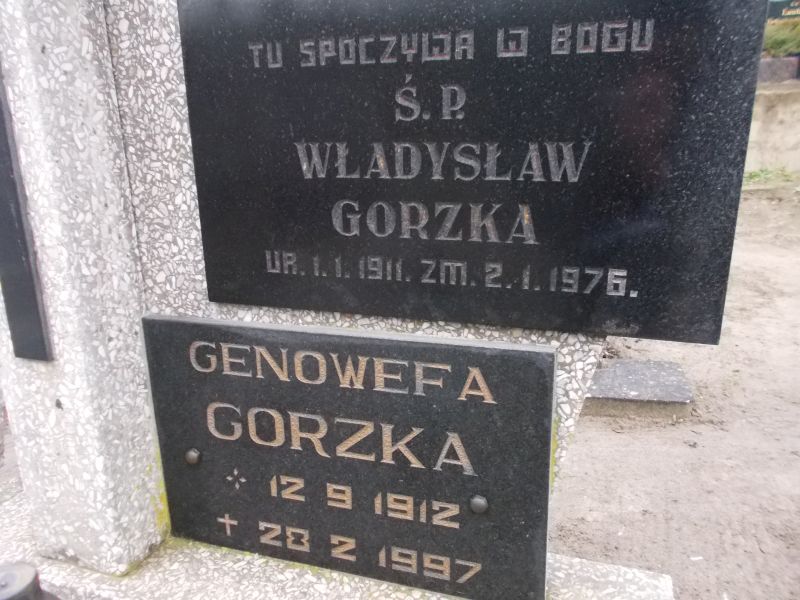 TU SPOCZYWA W BOGU
Ś. P.
WŁADYSŁAW
GORZKA
UR. 1. 1. 1911. ZM. 2. 1. 1976.
GENOWEFA
GORZKA
12 9 1912
28 2 1997